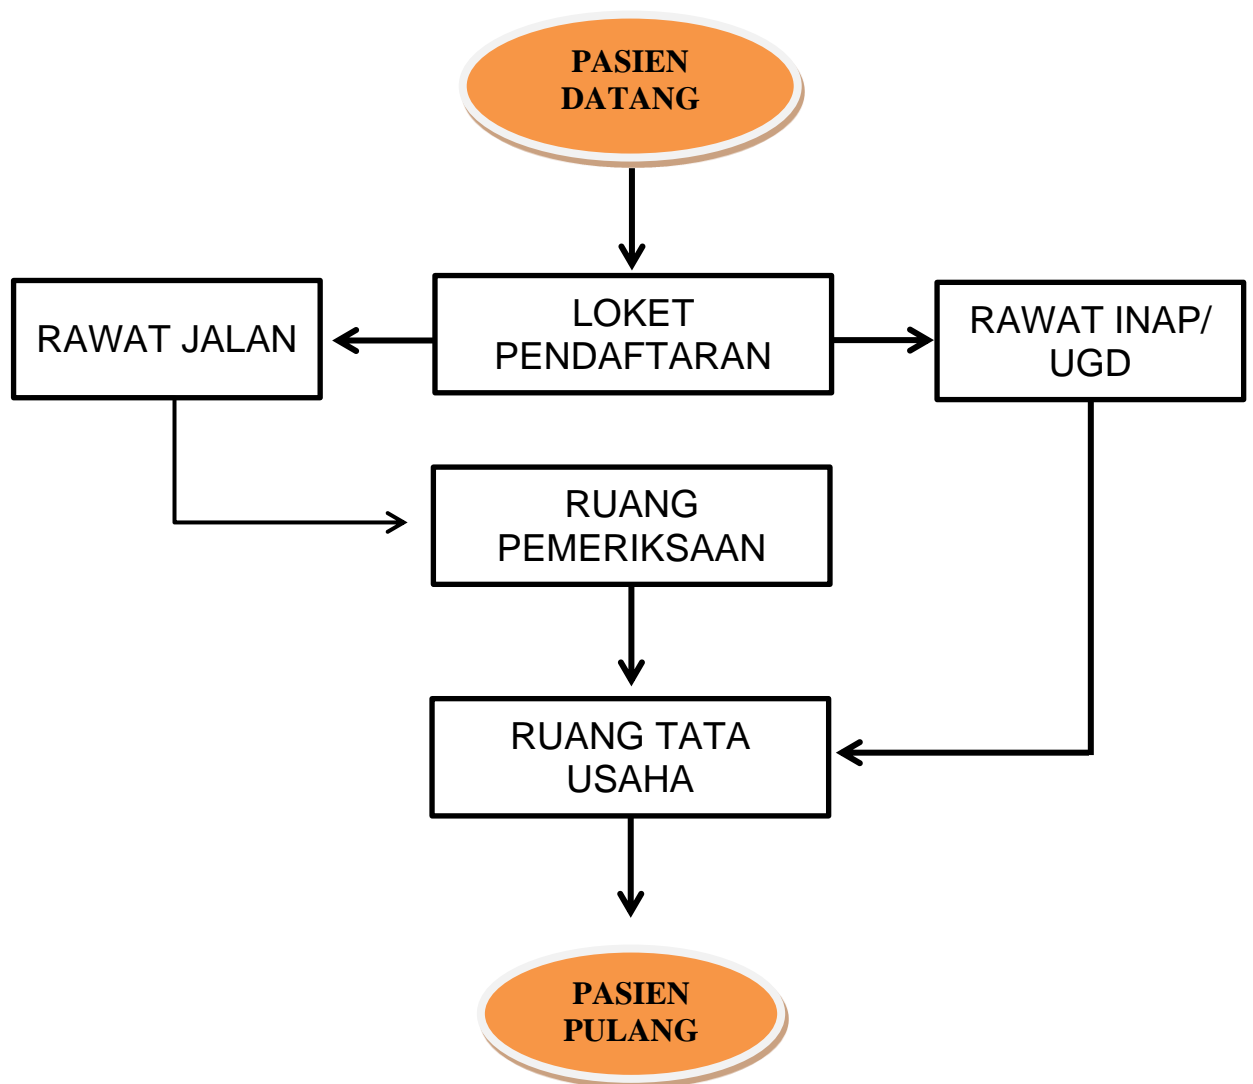 PASIEN
DATANG
RAWAT JALAN
LOKET
PENDAFTARAN
RAWAT INAP/
UGD
RUANG
PEMERIKSAAN
RUANG TATA
USAHA
PASIEN
PULANG